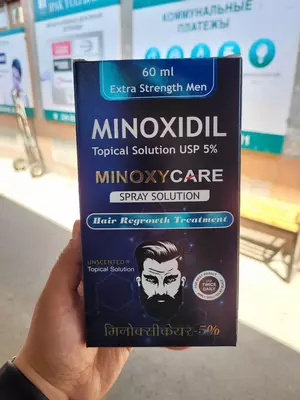 КОММУНАЛЬНЫЕ
ПЛАТЕЖИ
60 ml
Extra Strength Men
MINOXIDIL
Topical Solution USP 5%
MINOXYCARE
SPRAY SOLUTION
Hair Regrowth Treatment
UNSCENTED
Topical Solution
TWICE
DAILY
मिनोक्सीकेयर-5%